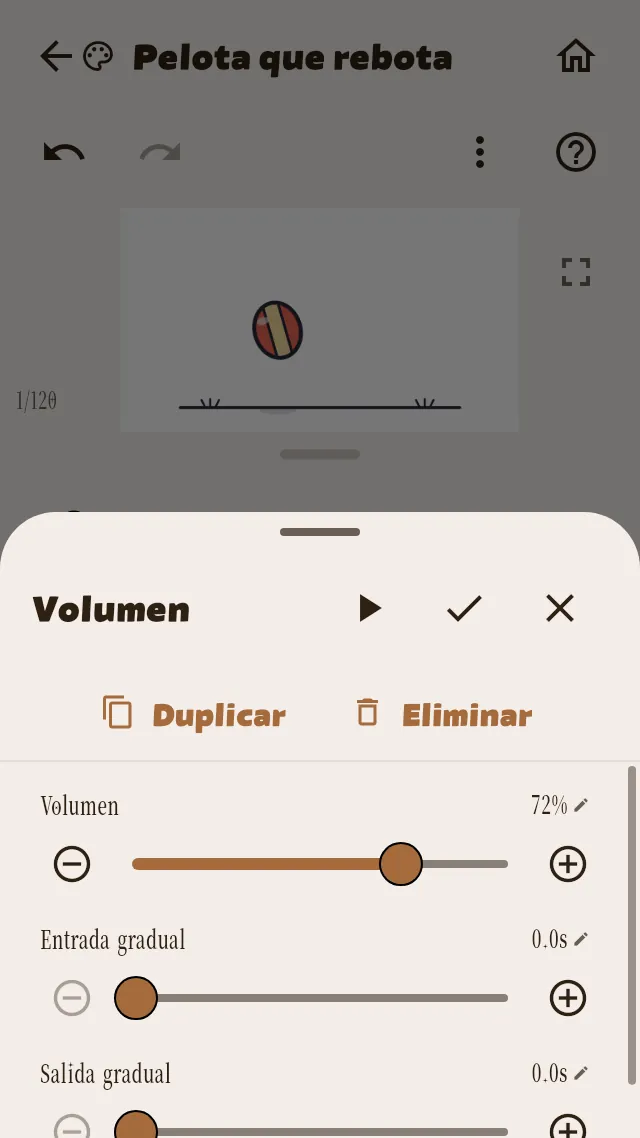 Pelota que rebota
1/120
Volumen
Duplicar
Eliminar
Volumen
72%
Entrada gradual
0.0s
Salida gradual
0.0s